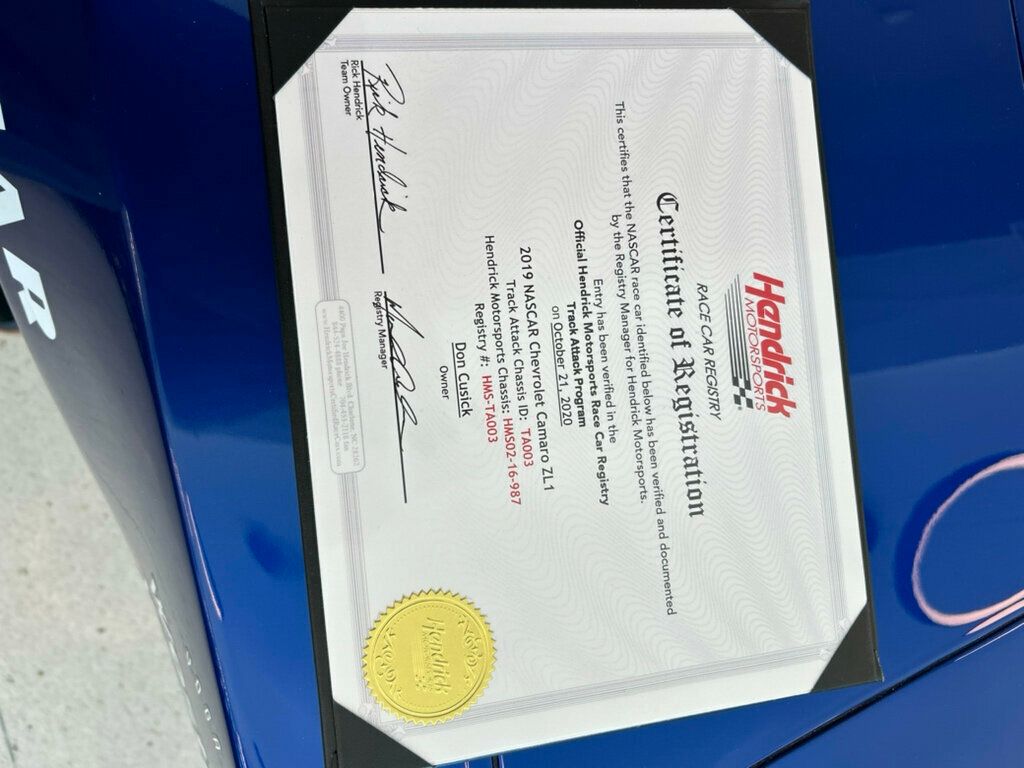 Hendrick
MOTORSPORTS
RACE CAR REGISTRY
Certificate of Registration
This certifies that the NASCAR race car identified below has been verified and documented
by the Registry Manager for Hendrick Motorsports.
Entry has been verified in the
Official Hendrick Motorsports Race Car Registry
Track Attack Program
on October 21, 2020
2019 NASCAR Chevrolet Camaro ZL1
Track Attack Chassis ID: TA003
Hendrick Motorsports Chassis: HMS02-16-987
Registry #: HMS-TA003
Don Cusick
Owner
Rick Hendrick
Rick Hendrick
Team Owner
Registry Manager
Hendrick
AR